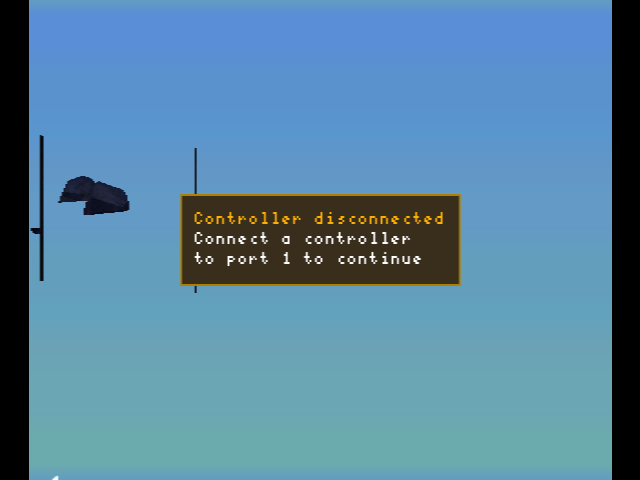 Controller disconnected
Connect a controller
to port 1 to continue